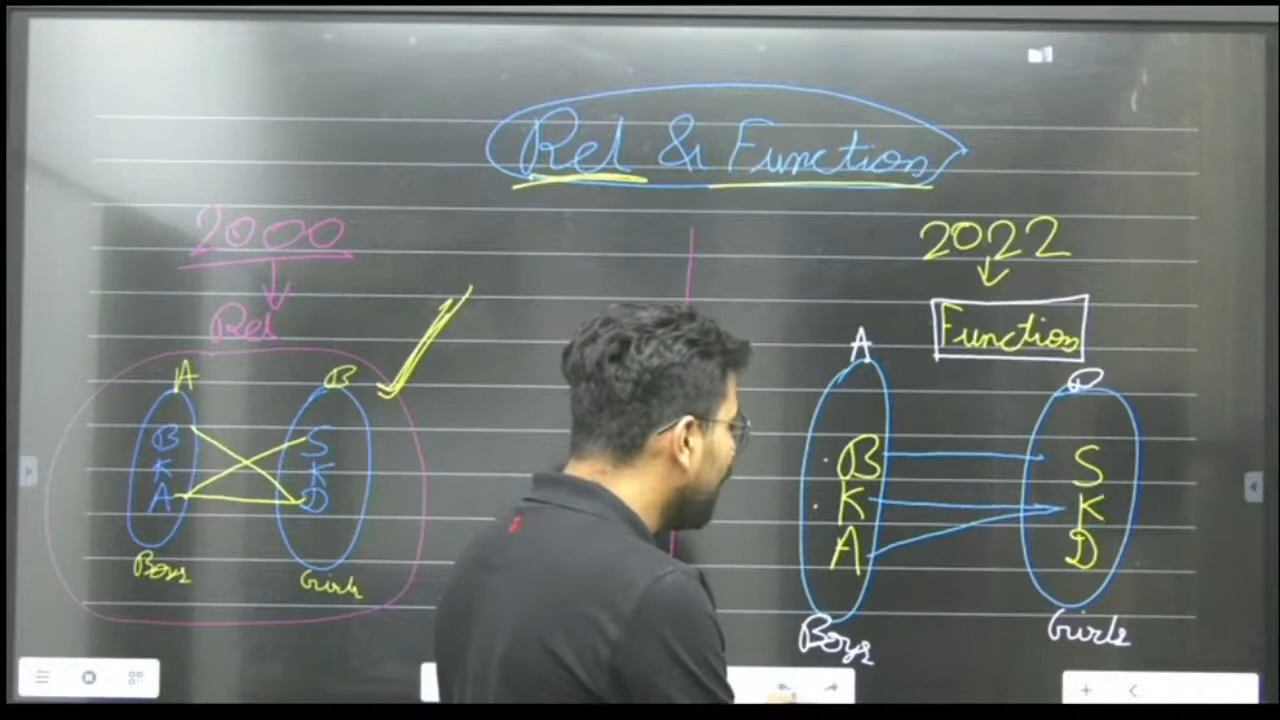 Rel & Function
2000
Rel
A B
B S
K K
A D
Boys Girls
2022
Function
A
B S
K K
A D
Boys Girls